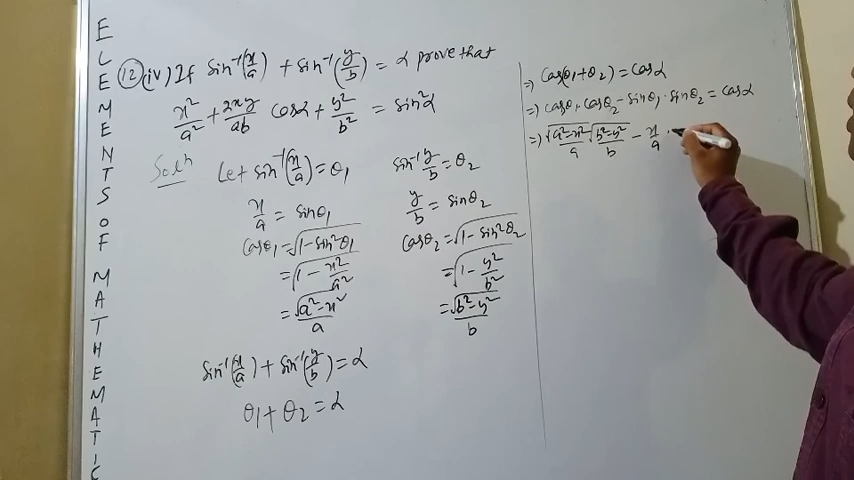 ELEMENTS OF MATHEMATIC
(12) (iv) If sin⁻¹(x/a) + sin⁻¹(y/b) = α prove that
x²/a² + 2xy/ab cosα + y²/b² = sin²α
Soln Let sin⁻¹(x/a) = θ₁ sin⁻¹ y/b = θ₂
x/a = sinθ₁ y/b = sinθ₂
cosθ₁ = √(1-sin²θ₁) cosθ₂ = √(1-sin²θ₂)
= √(1 - x²/a²) = √(1 - y²/b²)
= √(a²-x²)/a = √(b²-y²)/b
sin⁻¹(x/a) + sin⁻¹(y/b) = α
θ₁ + θ₂ = α
⇒ cos(θ₁+θ₂) = cosα
⇒ cosθ₁ cosθ₂ - sinθ₁ · sinθ₂ = cosα
⇒ √(a²-x²)/a √(b²-y²)/b - x/a ·